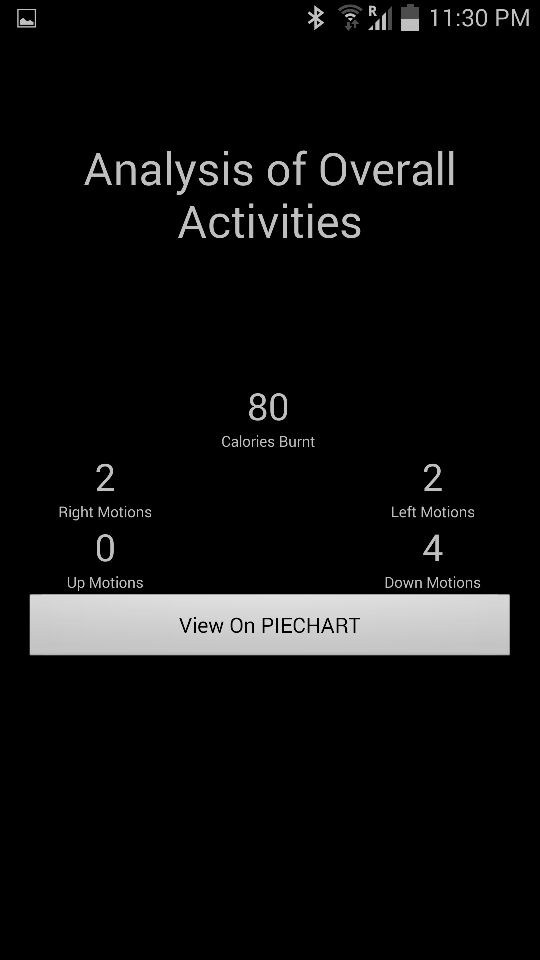 R 11:30 PM
Analysis of Overall
Activities
80
Calories Burnt
2 2
Right Motions Left Motions
0 4
Up Motions Down Motions
View On PIECHART